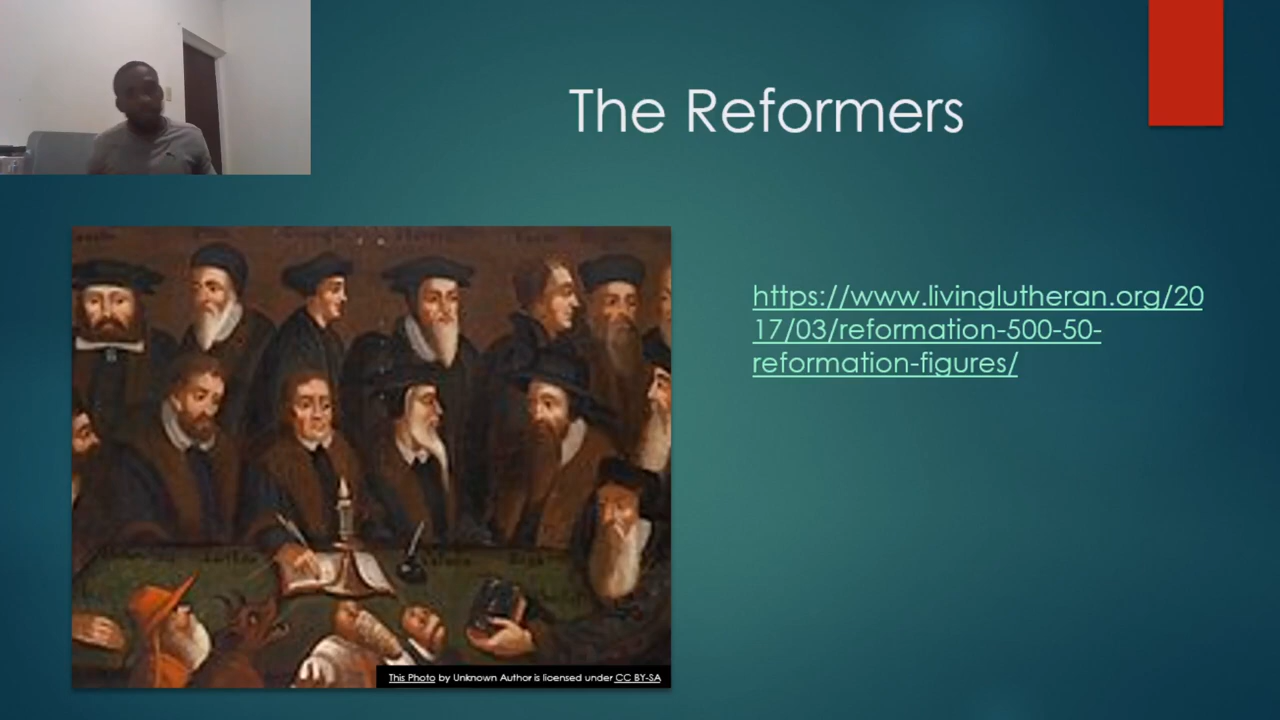 The Reformers
https://www.livinglutheran.org/20
17/03/reformation-500-50-
reformation-figures/
This Photo by Unknown Author is licensed under CC BY-SA